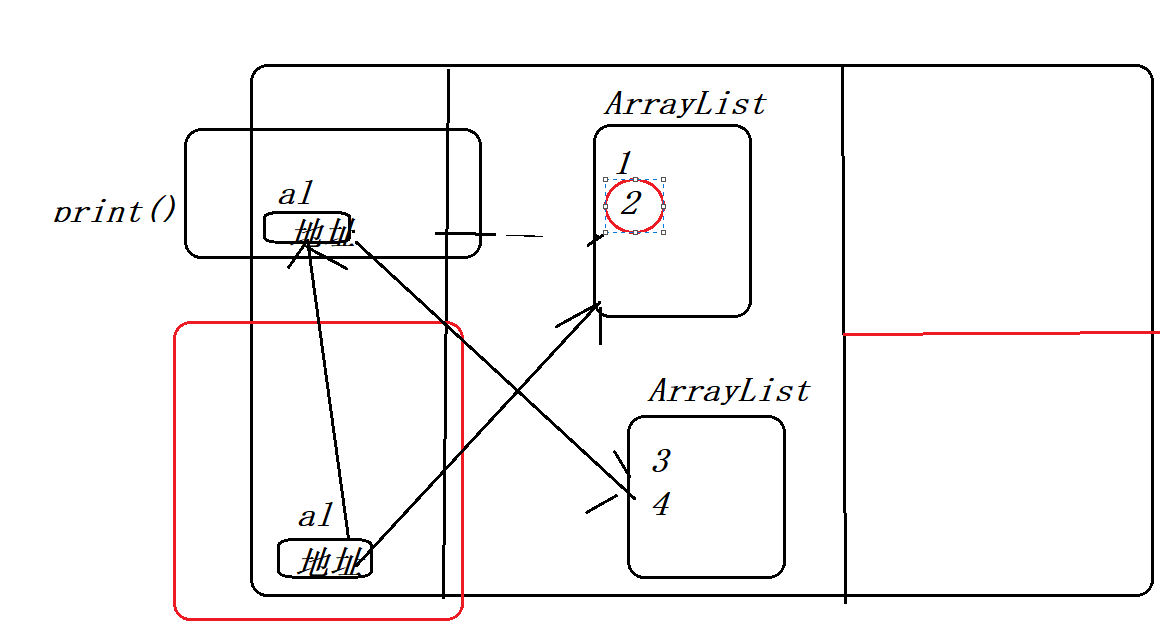 ArrayList
1
2
al
地址
print()
ArrayList
3
4
al
地址